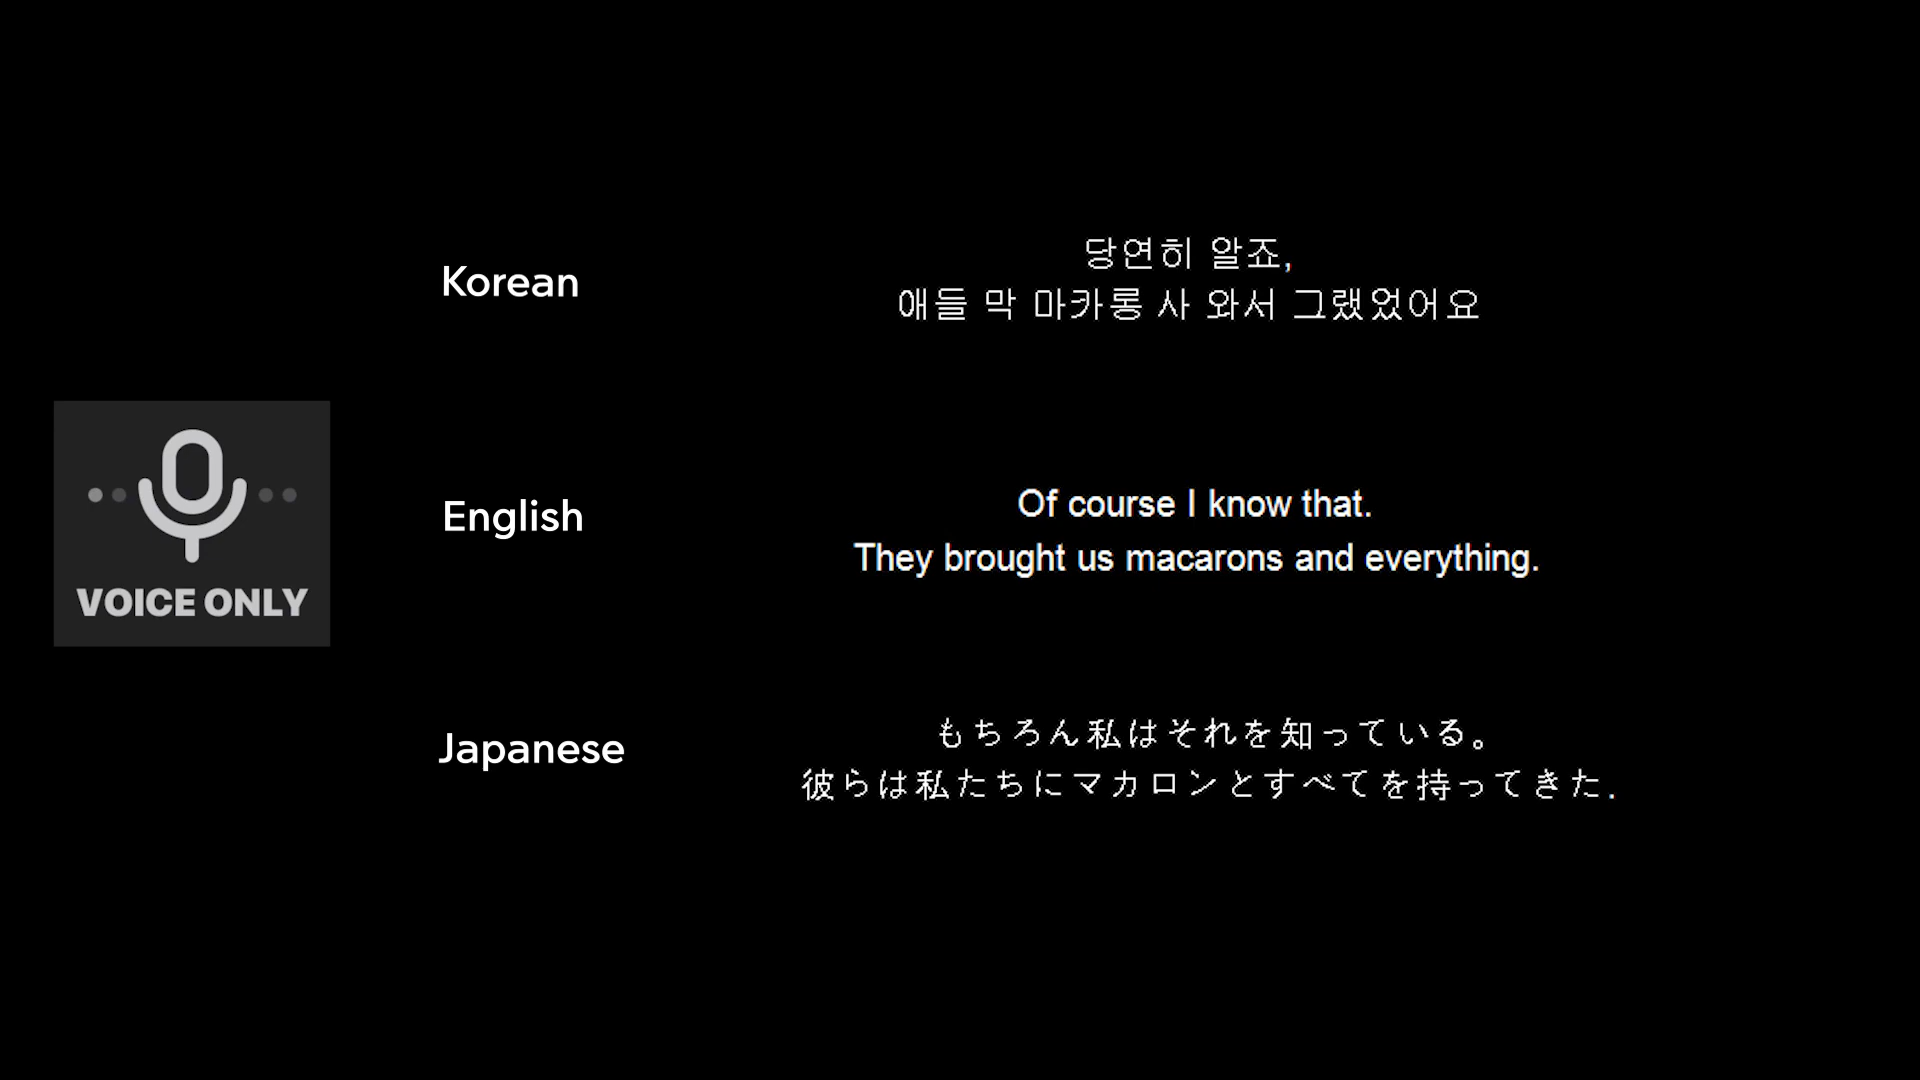 Korean
당연히 알죠,
애들 막 마카롱 사 와서 그랬었어요
VOICE ONLY
English
Of course I know that.
They brought us macarons and everything.
Japanese
もちろん私はそれを知っている。
彼らは私たちにマカロンとすべてを持ってきた.